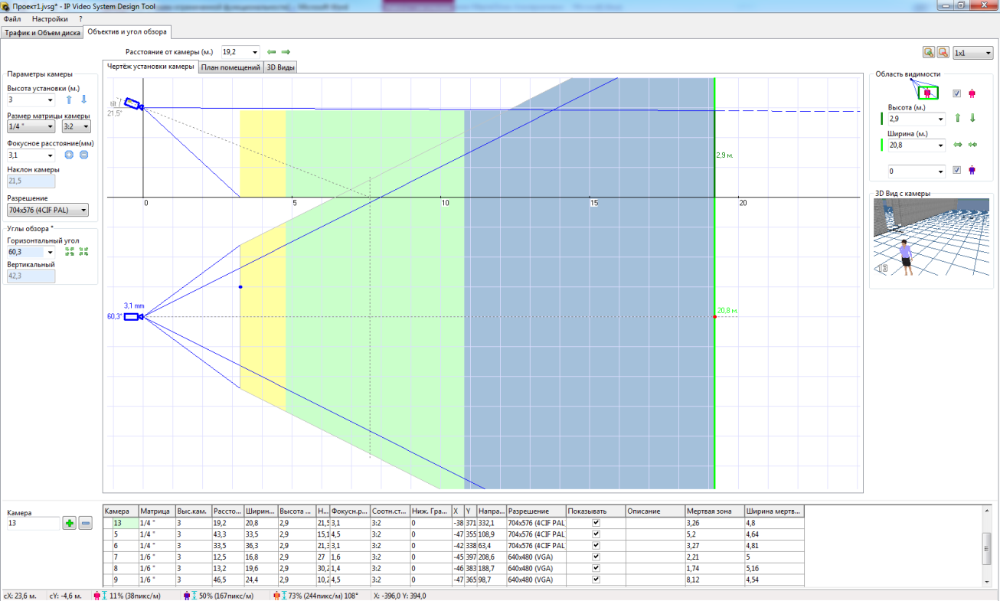 Проект1.jvsg* - IP Video System Design Tool
Файл Настройки ?
Трафик и Объем диска Объектив и угол обзора
Расстояние от камеры (м.) 19,2
1x1
Чертёж установки камеры План помещений 3D Виды
Параметры камеры
Высота установки (м.)
3
Размер матрицы камеры
1/4 " 3:2
Фокусное расстояние(мм)
3,1
Наклон камеры
21,5
Разрешение
704x576 (4CIF PAL)
Углы обзора *
Горизонтальный угол
60,3
Вертикальный
42,3
tilt
21,5°
0 5 10 15 20
2,9 м.
3,1 mm
60,3°
20,8 м.
Область видимости
Высота (м.)
2,9
Ширина (м.)
20,8
0
3D Вид с камеры
13
Камера
13
Камера Матрица Выс.кам. Рассто... Ширин... Высота ... Н... Фокусн.р... Соотн.ст... Ниж. Гра... X Y Напра... Разрешение Показывать Описание Мертвая зона Ширина мертв...
13 1/4 " 3 19,2 20,8 2,9 21,5 3,1 3:2 0 -38 371 332,1 704x576 (4CIF PAL 3,26 4,8
5 1/4 " 3 43,3 33,5 2,9 15,1 4,5 3:2 0 -47 355 108,9 704x576 (4CIF PAL 5,2 4,64
6 1/4 " 3 33,5 36,3 2,9 21,3 3,1 3:2 0 -42 338 63,4 704x576 (4CIF PAL 3,27 4,81
7 1/6 " 3 12,5 16,8 2,9 27 1,6 3:2 0 -45 397 208,6 640x480 (VGA) 2,21 5
8 1/6 " 3 13,2 19,6 2,9 30,2 1,4 3:2 0 -46 383 188,7 640x480 (VGA) 1,74 5,16
9 1/6 " 3 46,5 24,4 2,9 10,2 4,5 3:2 0 -47 365 98,7 640x480 (VGA) 8,12 4,54
cX: 23,6 м. cY: -4,6 м. 11% (38пикс/м) 50% (167пикс/м) 73% (244пикс/м) 108° X: -396,0 Y: 394,0